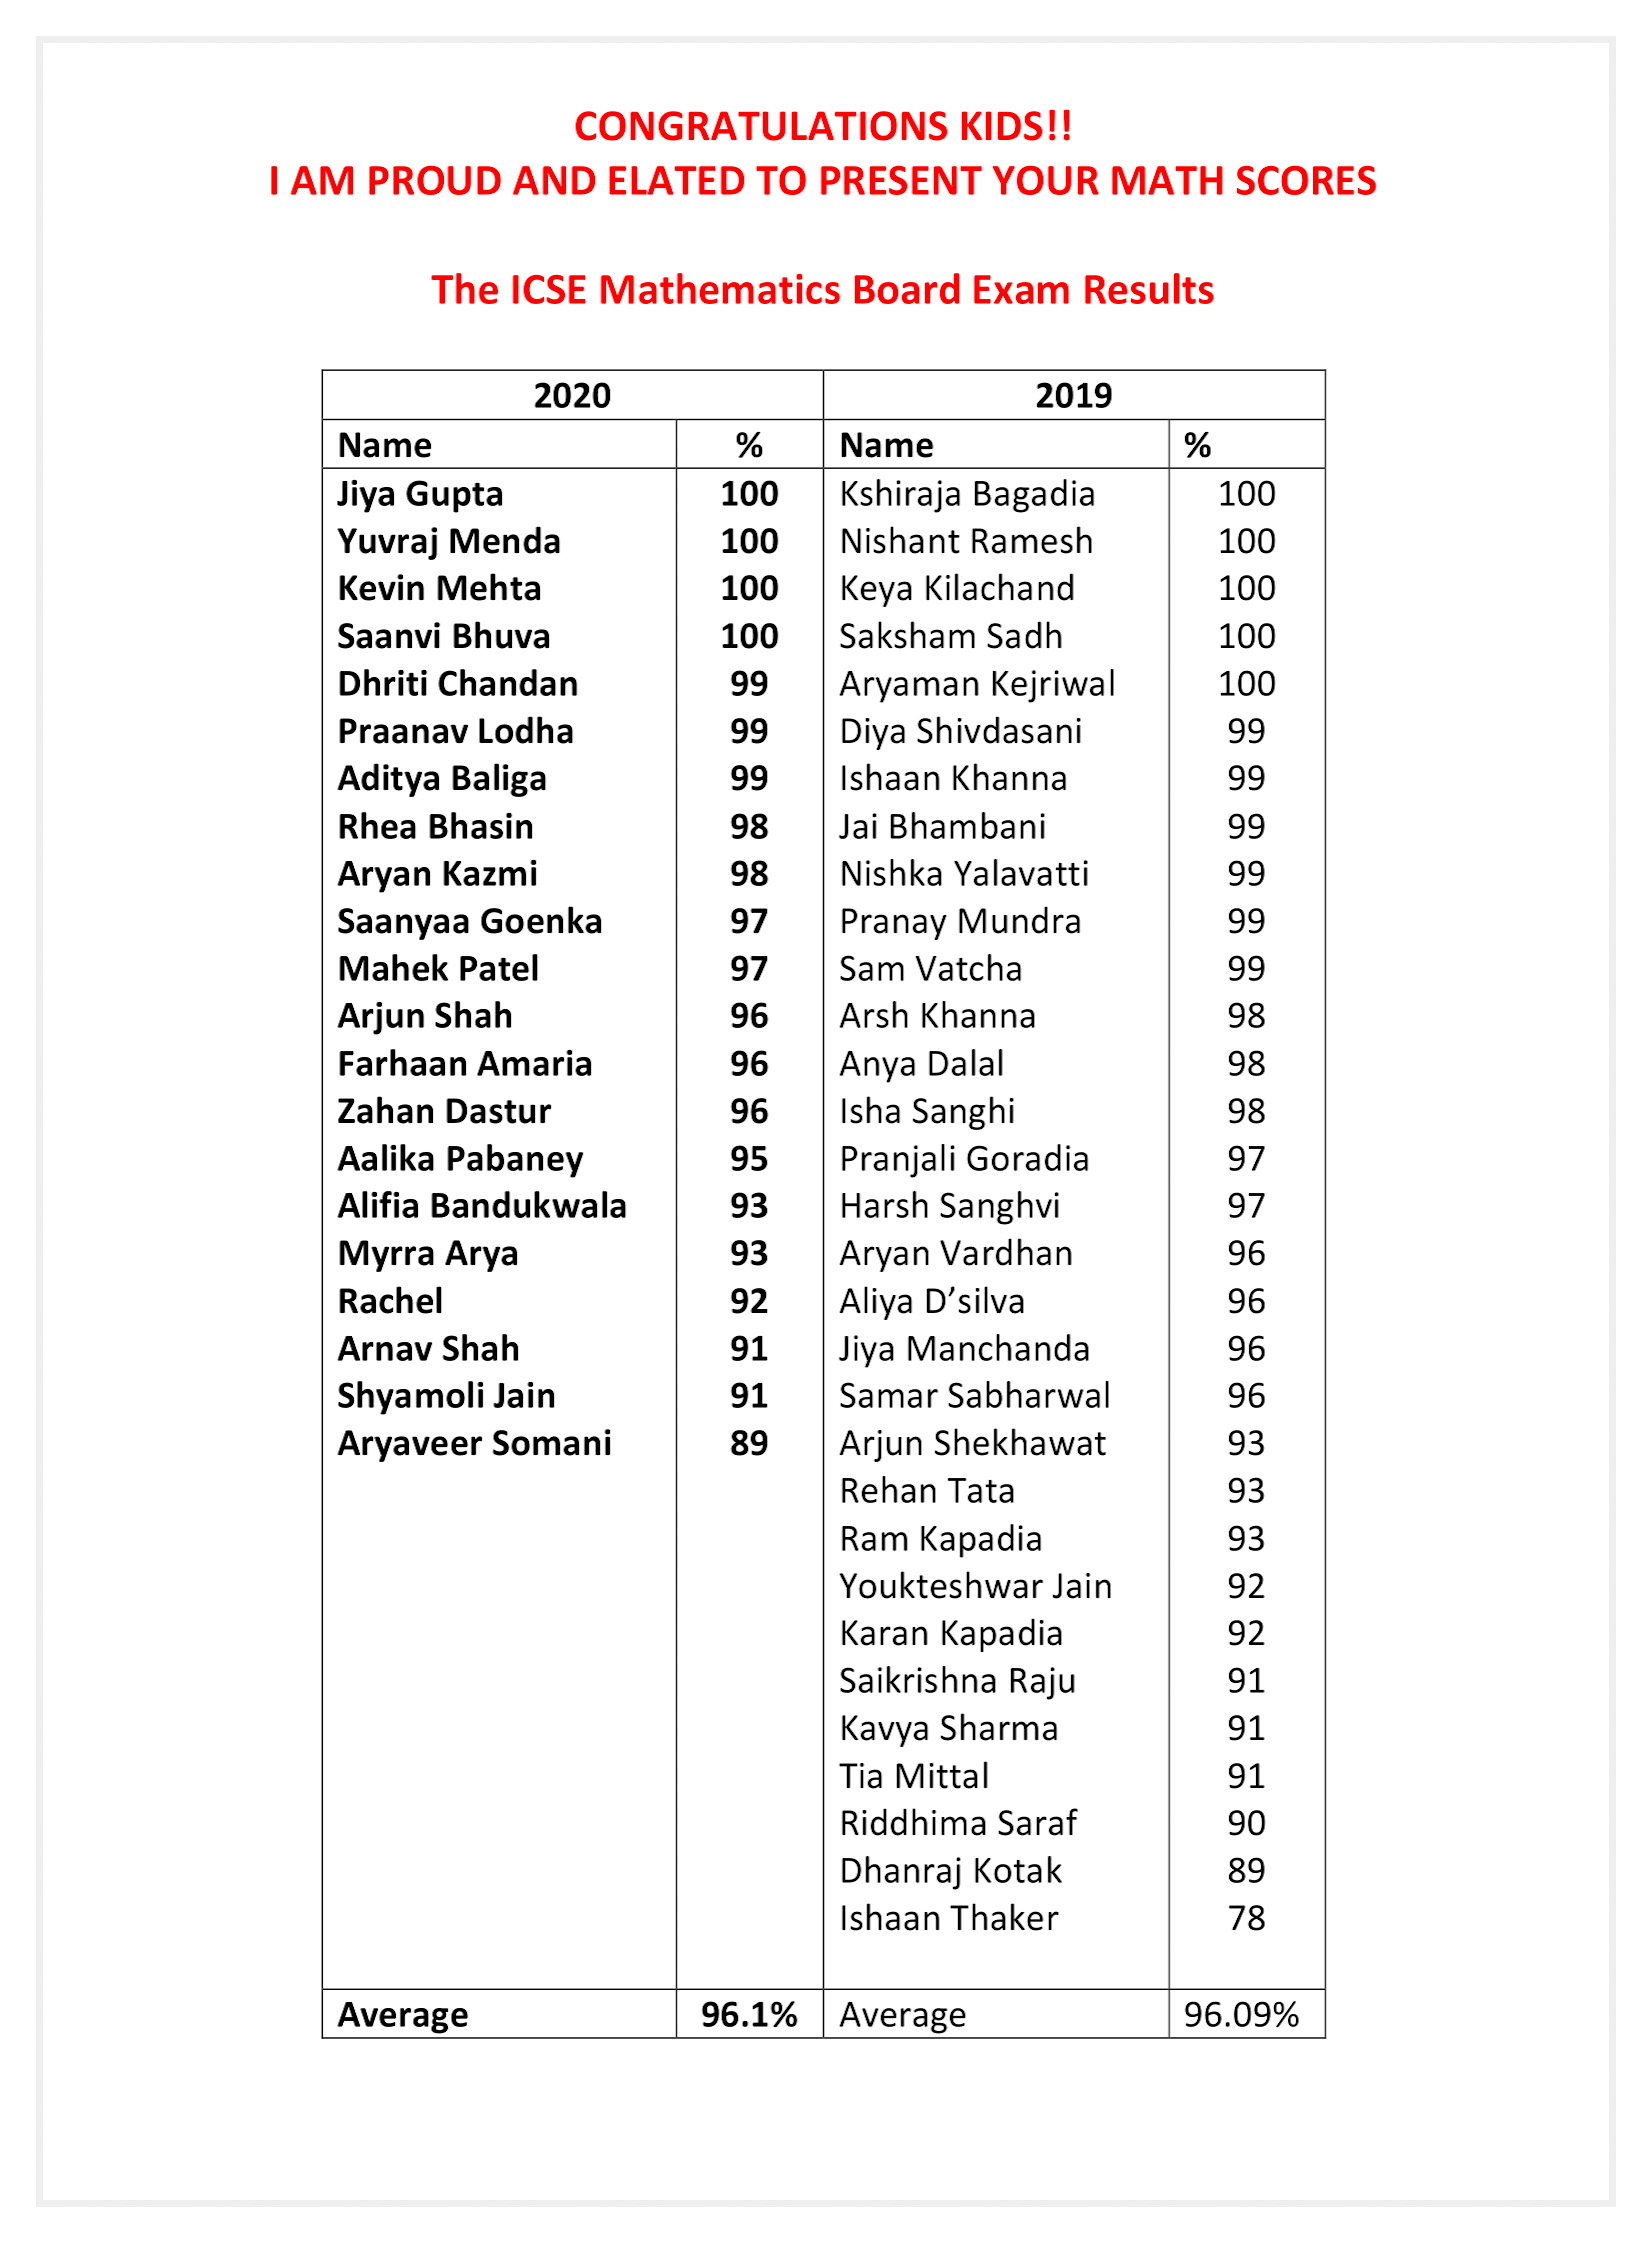 CONGRATULATIONS KIDS!!
I AM PROUD AND ELATED TO PRESENT YOUR MATH SCORES
The ICSE Mathematics Board Exam Results
2020 2019
Name % Name %
Jiya Gupta 100 Kshiraja Bagadia 100
Yuvraj Menda 100 Nishant Ramesh 100
Kevin Mehta 100 Keya Kilachand 100
Saanvi Bhuva 100 Saksham Sadh 100
Dhriti Chandan 99 Aryaman Kejriwal 100
Praanav Lodha 99 Diya Shivdasani 99
Aditya Baliga 99 Ishaan Khanna 99
Rhea Bhasin 98 Jai Bhambani 99
Aryan Kazmi 98 Nishka Yalavatti 99
Saanyaa Goenka 97 Pranay Mundra 99
Mahek Patel 97 Sam Vatcha 99
Arjun Shah 96 Arsh Khanna 98
Farhaan Amaria 96 Anya Dalal 98
Zahan Dastur 96 Isha Sanghi 98
Aalika Pabaney 95 Pranjali Goradia 97
Alifia Bandukwala 93 Harsh Sanghvi 97
Myrra Arya 93 Aryan Vardhan 96
Rachel 92 Aliya D’silva 96
Arnav Shah 91 Jiya Manchanda 96
Shyamoli Jain 91 Samar Sabharwal 96
Aryaveer Somani 89 Arjun Shekhawat 93
Rehan Tata 93
Ram Kapadia 93
Youkteshwar Jain 92
Karan Kapadia 92
Saikrishna Raju 91
Kavya Sharma 91
Tia Mittal 91
Riddhima Saraf 90
Dhanraj Kotak 89
Ishaan Thaker 78
Average 96.1% Average 96.09%